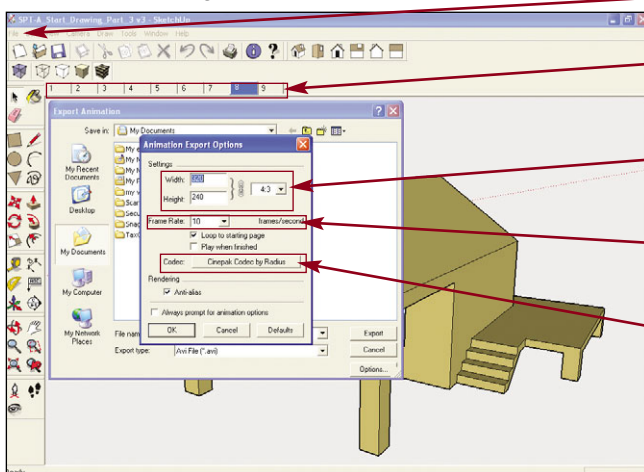 SPT-A Start_Drawing_Part_3 v3 - SketchUp
File Camera Draw Tools Window Help
1 2 3 4 5 6 7 8 9
Export Animation
Save in: My Documents
My Recent Documents
Desktop
My Documents
My Computer
My Network Places
Animation Export Options
Settings
Width: 320
Height: 240
4:3
Frame Rate: 10 frames/second
Loop to starting page
Play when finished
Codec: Cinepak Codec by Radius
Rendering
Anti-alias
Always prompt for animation options
OK Cancel Defaults
File name
Export type: Avi File (*.avi)
Export
Cancel
Options...
Ready